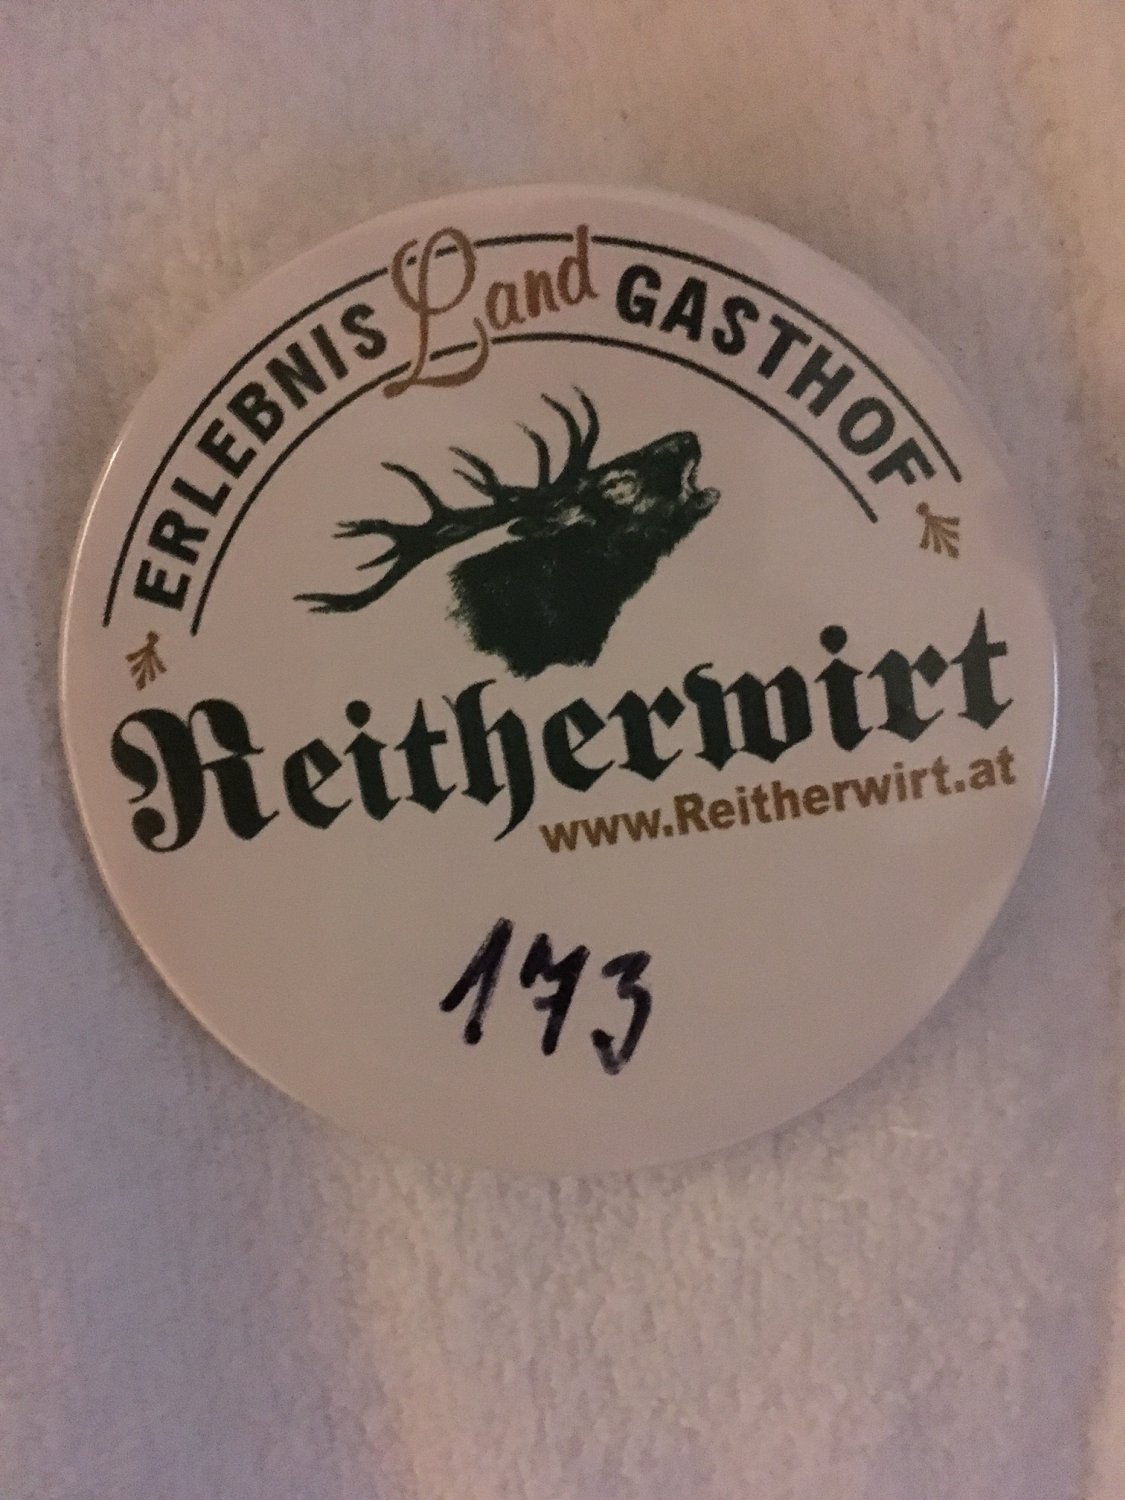 ERLEBNIS Land GASTHOF
Reitherwirt
www.Reitherwirt.at
173